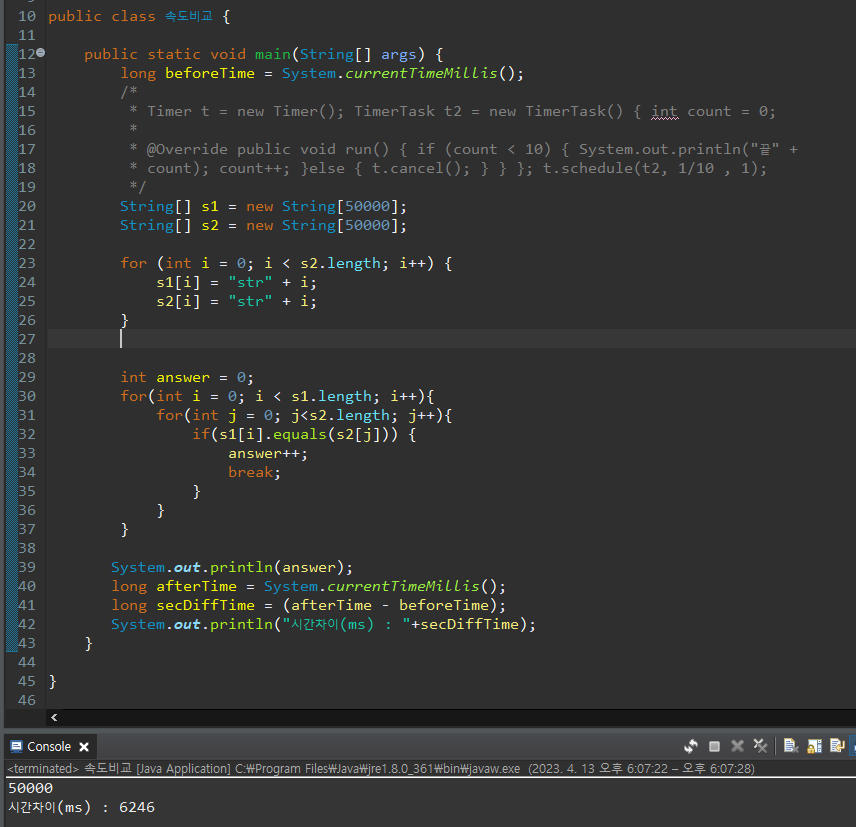 10 public class 속도비교 {
11
12 public static void main(String[] args) {
13 long beforeTime = System.currentTimeMillis();
14 /*
15 * Timer t = new Timer(); TimerTask t2 = new TimerTask() { int count = 0;
16 *
17 * @Override public void run() { if (count < 10) { System.out.println("끝" +
18 * count); count++; }else { t.cancel(); } } }; t.schedule(t2, 1/10 , 1);
19 */
20 String[] s1 = new String[50000];
21 String[] s2 = new String[50000];
22
23 for (int i = 0; i < s2.length; i++) {
24 s1[i] = "str" + i;
25 s2[i] = "str" + i;
26 }
27
28
29 int answer = 0;
30 for(int i = 0; i < s1.length; i++){
31 for(int j = 0; j<s2.length; j++){
32 if(s1[i].equals(s2[j])) {
33 answer++;
34 break;
35 }
36 }
37 }
38
39 System.out.println(answer);
40 long afterTime = System.currentTimeMillis();
41 long secDiffTime = (afterTime - beforeTime);
42 System.out.println("시간차이(ms) : "+secDiffTime);
43 }
44
45 }
46
Console
<terminated> 속도비교 [Java Application] C:₩Program Files₩Java₩jre1.8.0_361₩bin₩javaw.exe (2023. 4. 13 오후 6:07:22 – 오후 6:07:28)
50000
시간차이(ms) : 6246